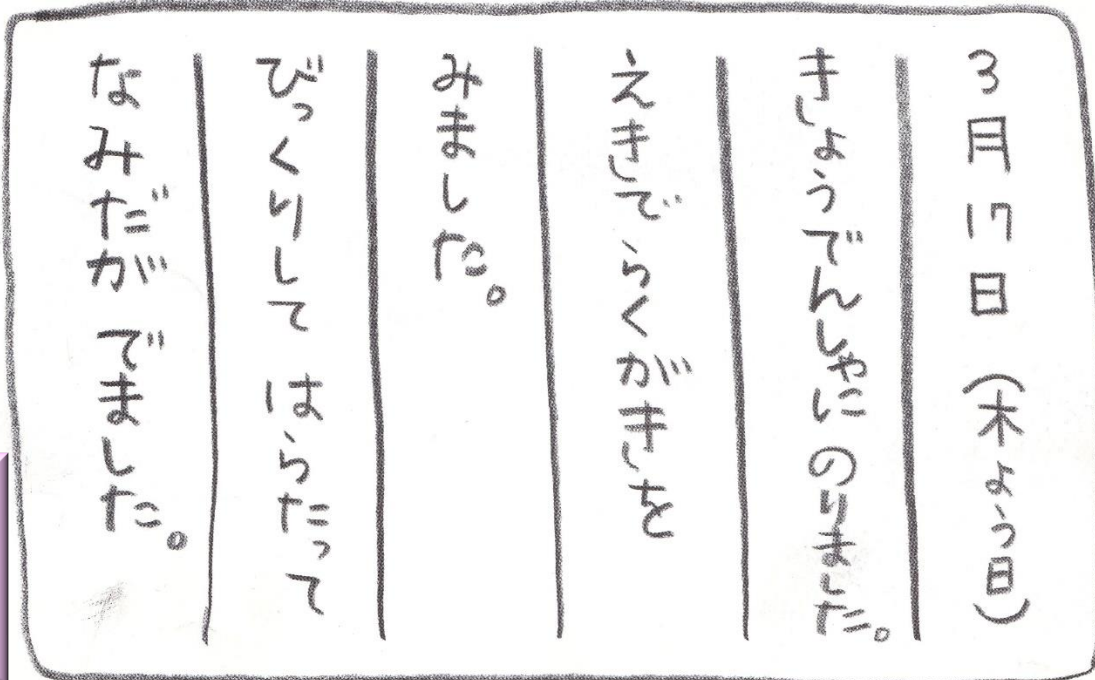 3月17日（木よう日）
きょうでんしゃに のりました。
えきで らくがきを
みました。
びっくりして はらたって
なみだが でました。